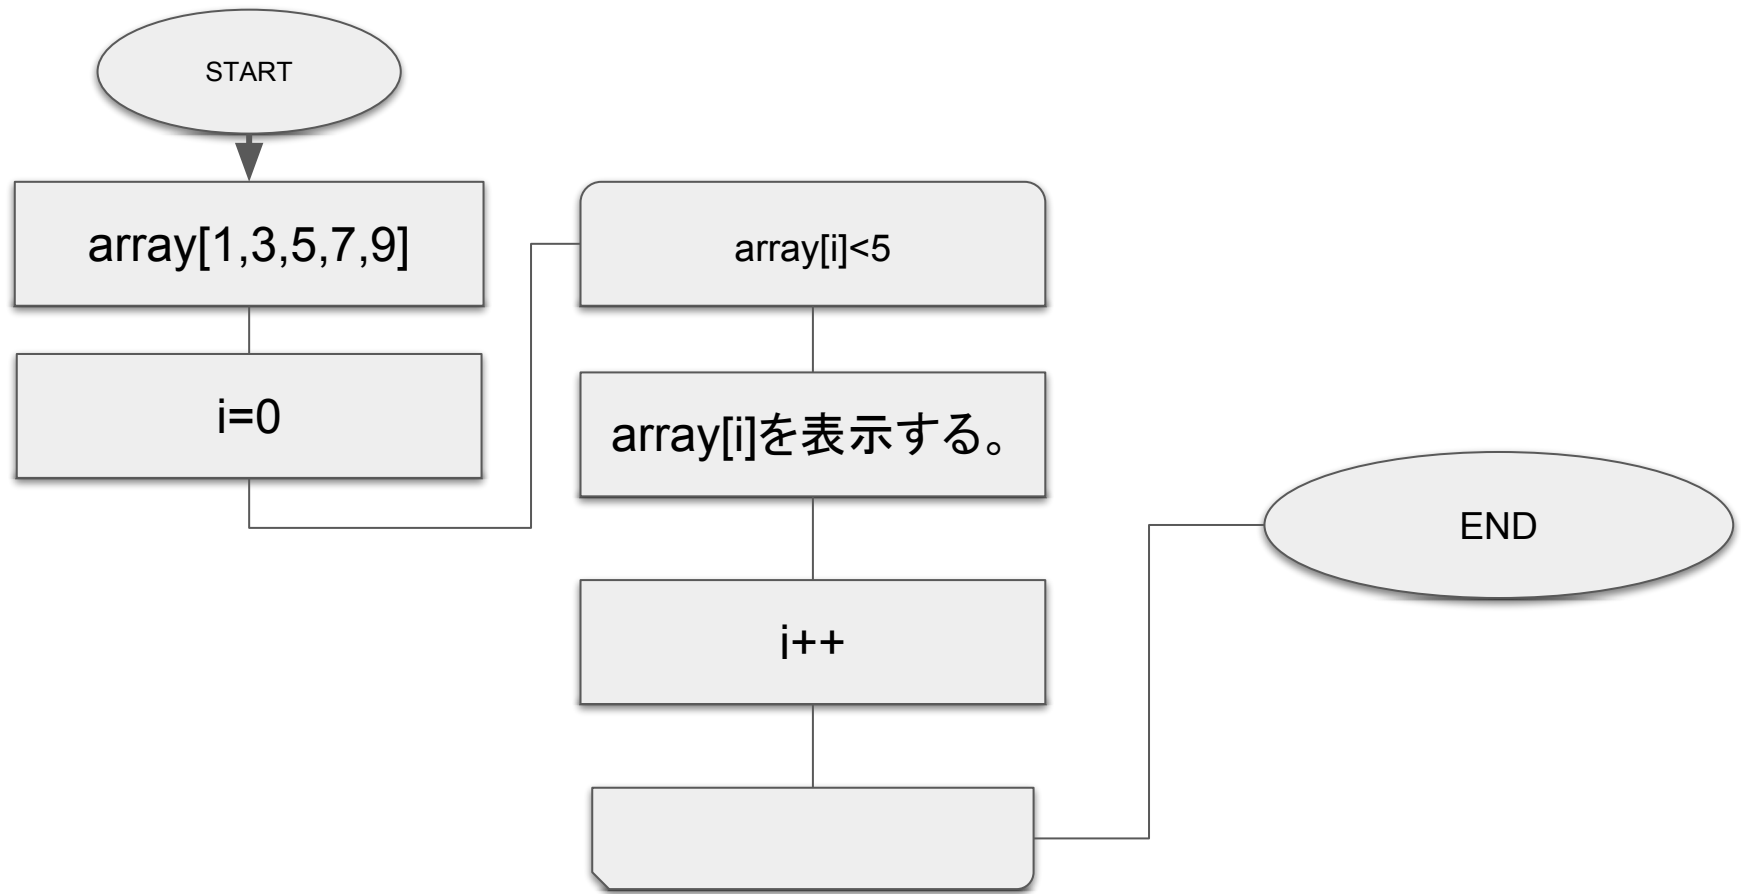 START
array[1,3,5,7,9]
i=0
array[i]<5
array[i]を表示する。
i++
END